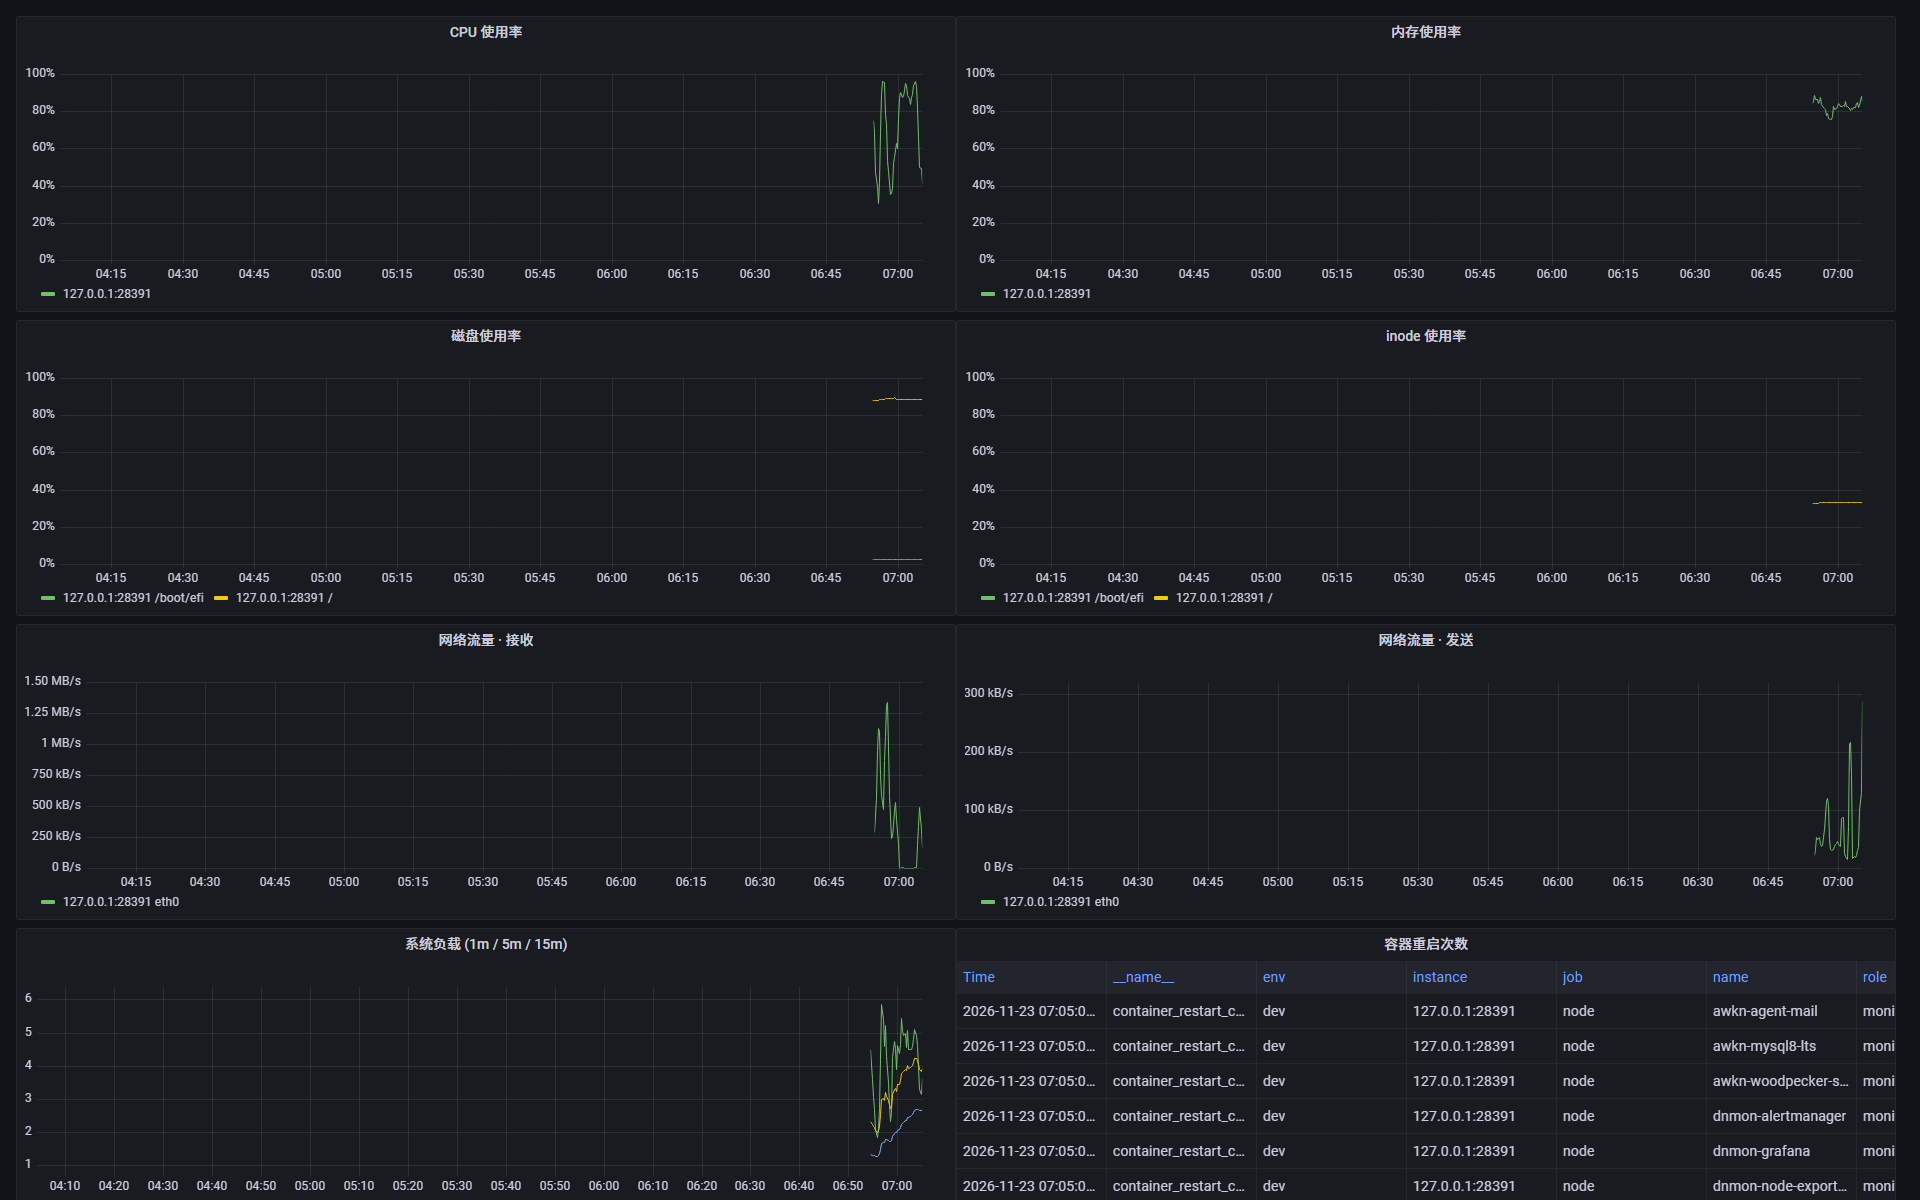 CPU 使用率
100%
80%
60%
40%
20%
0%
04:15 04:30 04:45 05:00 05:15 05:30 05:45 06:00 06:15 06:30 06:45 07:00
127.0.0.1:28391
内存使用率
100%
80%
60%
40%
20%
0%
04:15 04:30 04:45 05:00 05:15 05:30 05:45 06:00 06:15 06:30 06:45 07:00
127.0.0.1:28391
磁盘使用率
100%
80%
60%
40%
20%
0%
04:15 04:30 04:45 05:00 05:15 05:30 05:45 06:00 06:15 06:30 06:45 07:00
127.0.0.1:28391 /boot/efi 127.0.0.1:28391 /
inode 使用率
100%
80%
60%
40%
20%
0%
04:15 04:30 04:45 05:00 05:15 05:30 05:45 06:00 06:15 06:30 06:45 07:00
127.0.0.1:28391 /boot/efi 127.0.0.1:28391 /
网络流量 · 接收
1.50 MB/s
1.25 MB/s
1 MB/s
750 kB/s
500 kB/s
250 kB/s
0 B/s
04:15 04:30 04:45 05:00 05:15 05:30 05:45 06:00 06:15 06:30 06:45 07:00
127.0.0.1:28391 eth0
网络流量 · 发送
300 kB/s
200 kB/s
100 kB/s
0 B/s
04:15 04:30 04:45 05:00 05:15 05:30 05:45 06:00 06:15 06:30 06:45 07:00
127.0.0.1:28391 eth0
系统负载 (1m / 5m / 15m)
6
5
4
3
2
1
04:10 04:20 04:30 04:40 04:50 05:00 05:10 05:20 05:30 05:40 05:50 06:00 06:10 06:20 06:30 06:40 06:50 07:00
容器重启次数
Time __name__ env instance job name role
2026-11-23 07:05:0... container_restart_c... dev 127.0.0.1:28391 node awkn-agent-mail moni
2026-11-23 07:05:0... container_restart_c... dev 127.0.0.1:28391 node awkn-mysql8-lts moni
2026-11-23 07:05:0... container_restart_c... dev 127.0.0.1:28391 node awkn-woodpecker-s... moni
2026-11-23 07:05:0... container_restart_c... dev 127.0.0.1:28391 node dnmon-alertmanager moni
2026-11-23 07:05:0... container_restart_c... dev 127.0.0.1:28391 node dnmon-grafana moni
2026-11-23 07:05:0... container_restart_c... dev 127.0.0.1:28391 node dnmon-node-export... moni